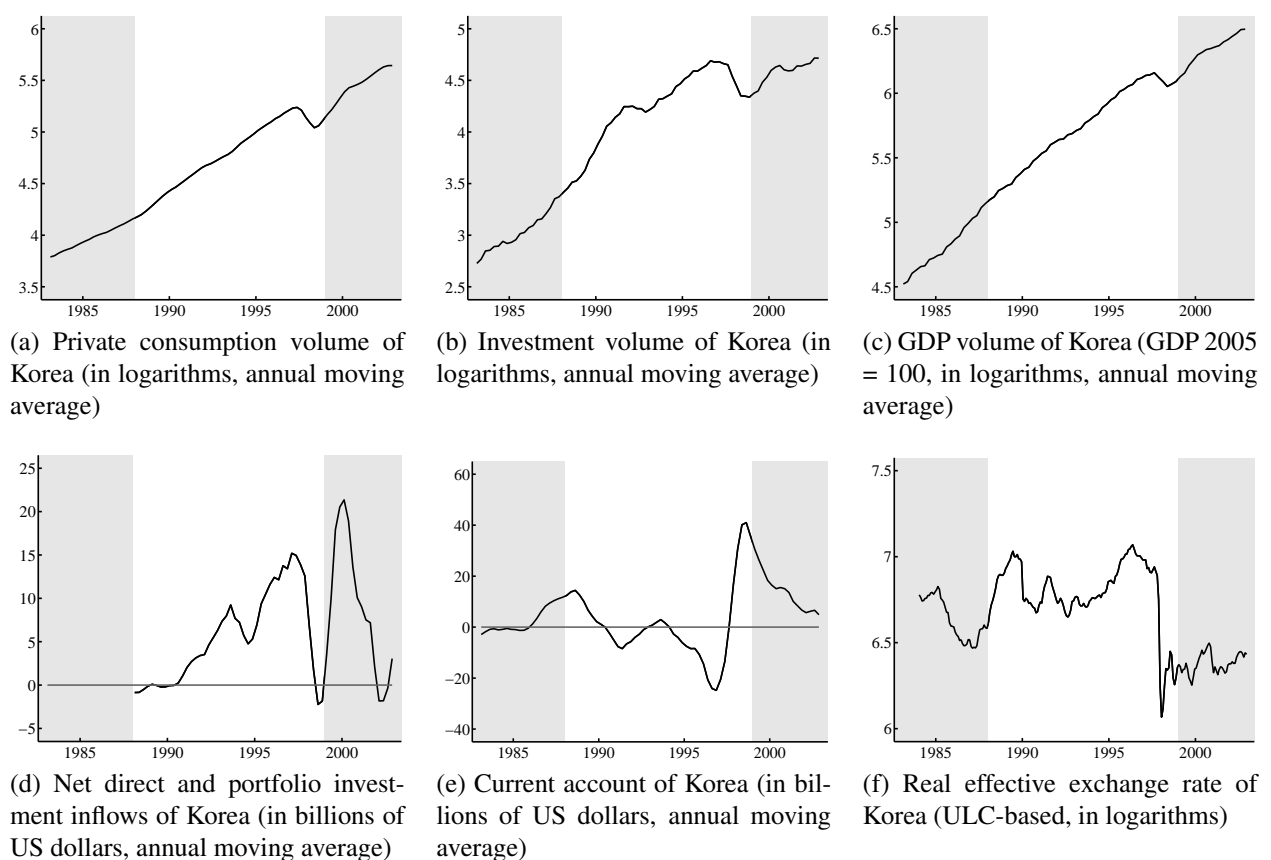 6
5.5
5
4.5
4
3.5
1985 1990 1995 2000
(a) Private consumption volume of
Korea (in logarithms, annual moving
average)
5
4.5
4
3.5
3
2.5
1985 1990 1995 2000
(b) Investment volume of Korea (in
logarithms, annual moving average)
6.5
6
5.5
5
4.5
1985 1990 1995 2000
(c) GDP volume of Korea (GDP 2005
= 100, in logarithms, annual moving
average)
25
20
15
10
5
0
−5
1985 1990 1995 2000
(d) Net direct and portfolio invest-
ment inflows of Korea (in billions of
US dollars, annual moving average)
60
40
20
0
−20
−40
1985 1990 1995 2000
(e) Current account of Korea (in bil-
lions of US dollars, annual moving
average)
7.5
7
6.5
6
1985 1990 1995 2000
(f) Real effective exchange rate of
Korea (ULC-based, in logarithms)